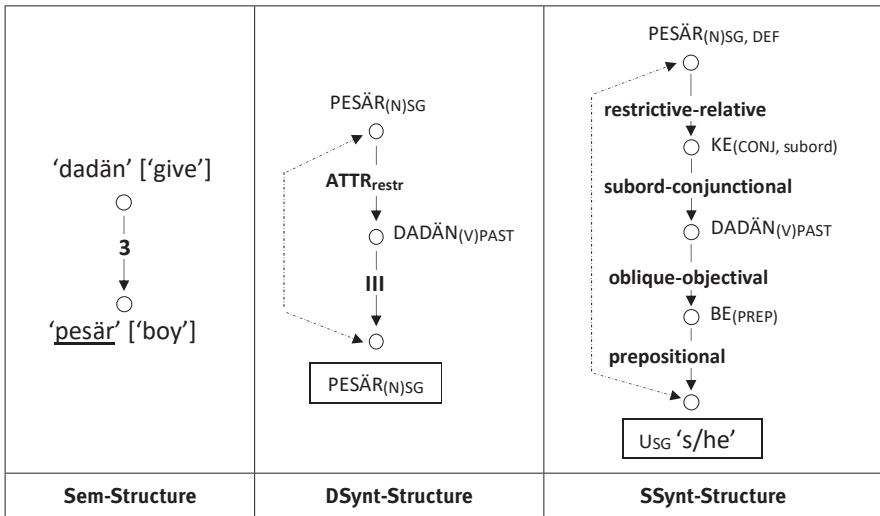 'dadän' ['give']
3
'pesär' ['boy']
Sem-Structure
PESÄR(N)SG
ATTRrestr
DADÄN(V)PAST
III
PESÄR(N)SG
DSynt-Structure
PESÄR(N)SG, DEF
restrictive-relative
KE(CONJ, subord)
subord-conjunctional
DADÄN(V)PAST
oblique-objectival
BE(PREP)
prepositional
USG 's/he'
SSynt-Structure